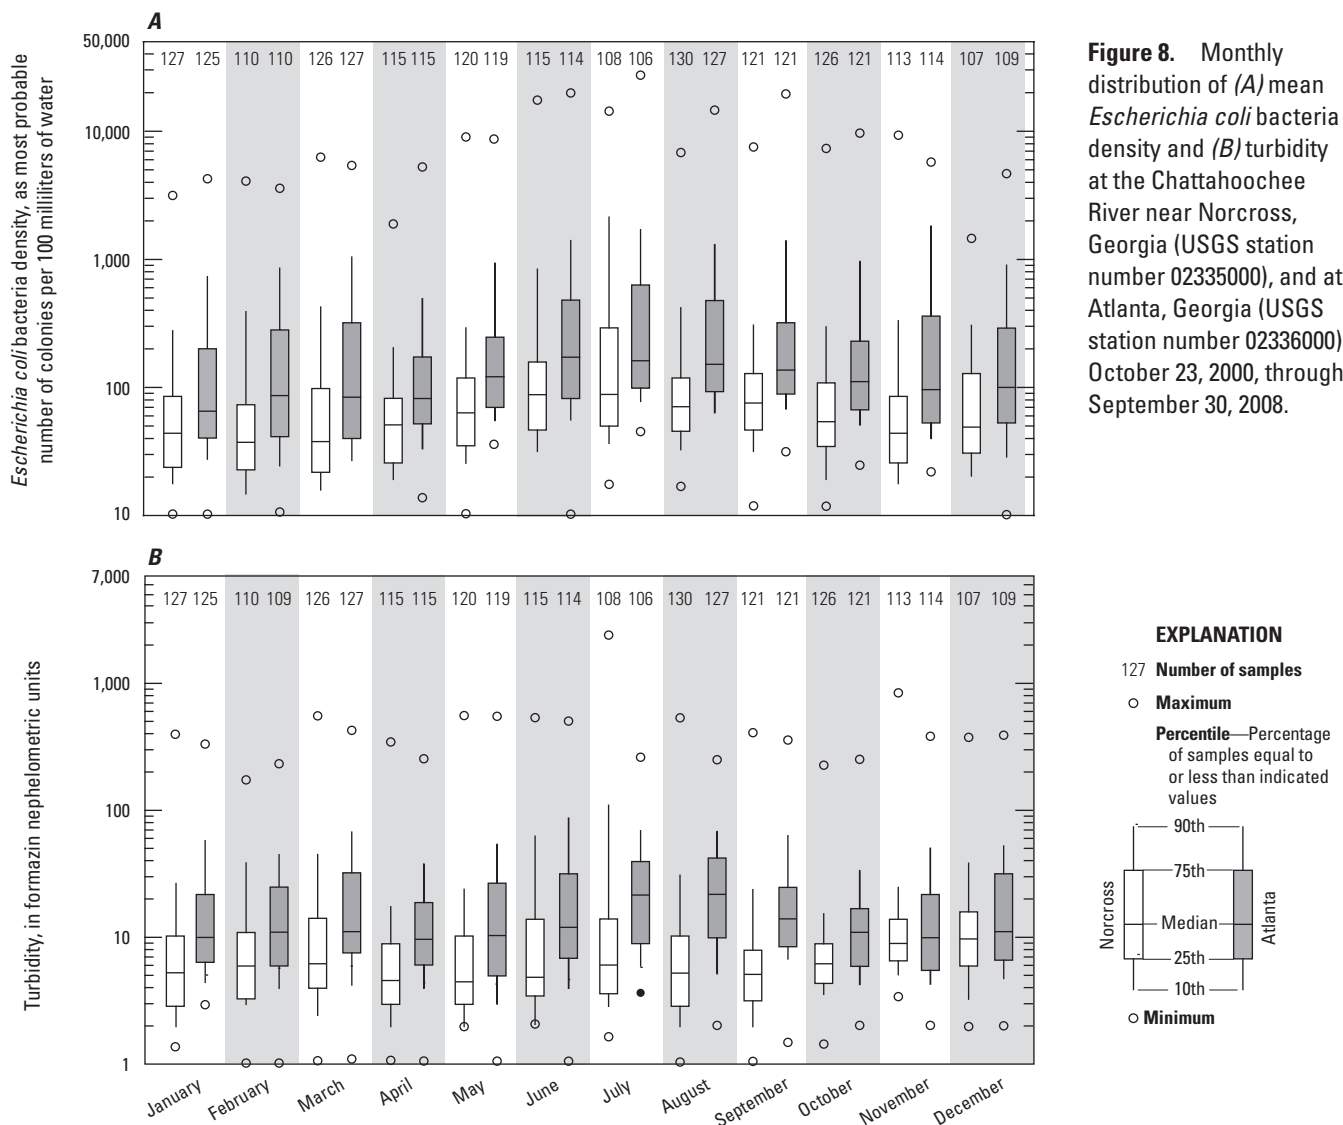 A
Escherichia coli bacteria density, as most probable
number of colonies per 100 milliliters of water
50,000
10,000
1,000
100
10
127 125 110 110 126 127 115 115 120 119 115 114 108 106 130 127 121 121 126 121 113 114 107 109
Figure 8. Monthly
distribution of (A) mean
Escherichia coli bacteria
density and (B) turbidity
at the Chattahoochee
River near Norcross,
Georgia (USGS station
number 02335000), and at
Atlanta, Georgia (USGS
station number 02336000)
October 23, 2000, through
September 30, 2008.
B
Turbidity, in formazin nephelometric units
7,000
1,000
100
10
1
127 125 110 109 126 127 115 115 120 119 115 114 108 106 130 127 121 121 126 121 113 114 107 109
January February March April May June July August September October November December
EXPLANATION
127 Number of samples
Maximum
Percentile—Percentage
of samples equal to
or less than indicated
values
90th
75th
Median
25th
10th
Norcross
Atlanta
Minimum